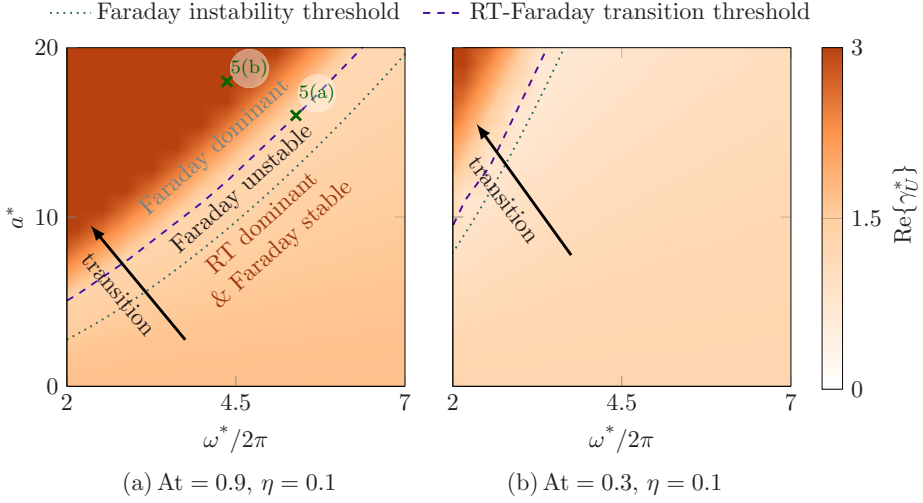 Faraday instability threshold
RT-Faraday transition threshold
20
10
0
a*
5(b)
5(a)
Faraday dominant
Faraday unstable
RT dominant
& Faraday stable
transition
2
4.5
7
ω*/2π
(a) At = 0.9, η = 0.1
transition
2
4.5
7
ω*/2π
(b) At = 0.3, η = 0.1
3
1.5
0
Re{γ*_U}